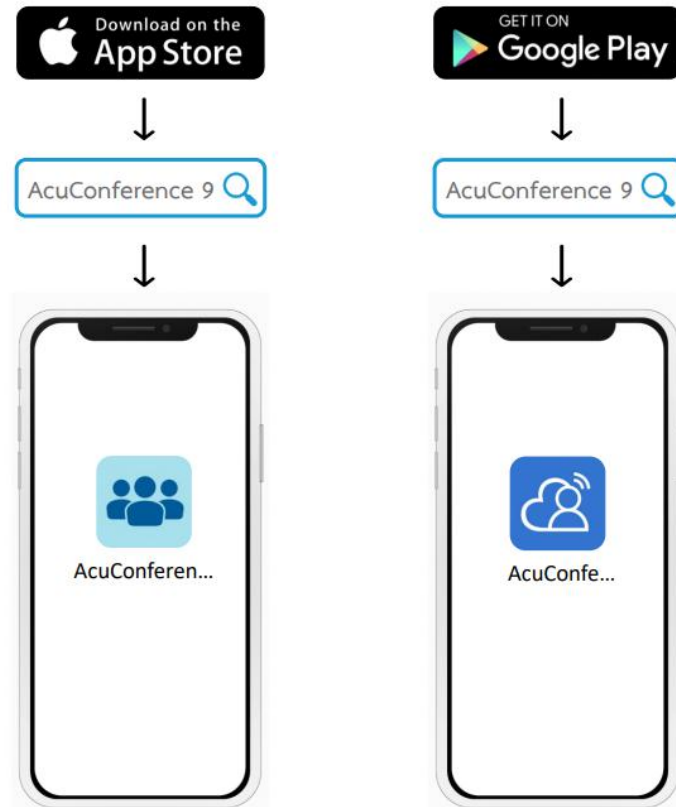 Download on the
App Store
GET IT ON
Google Play
AcuConference 9
AcuConference 9
AcuConferen...
AcuConfe...